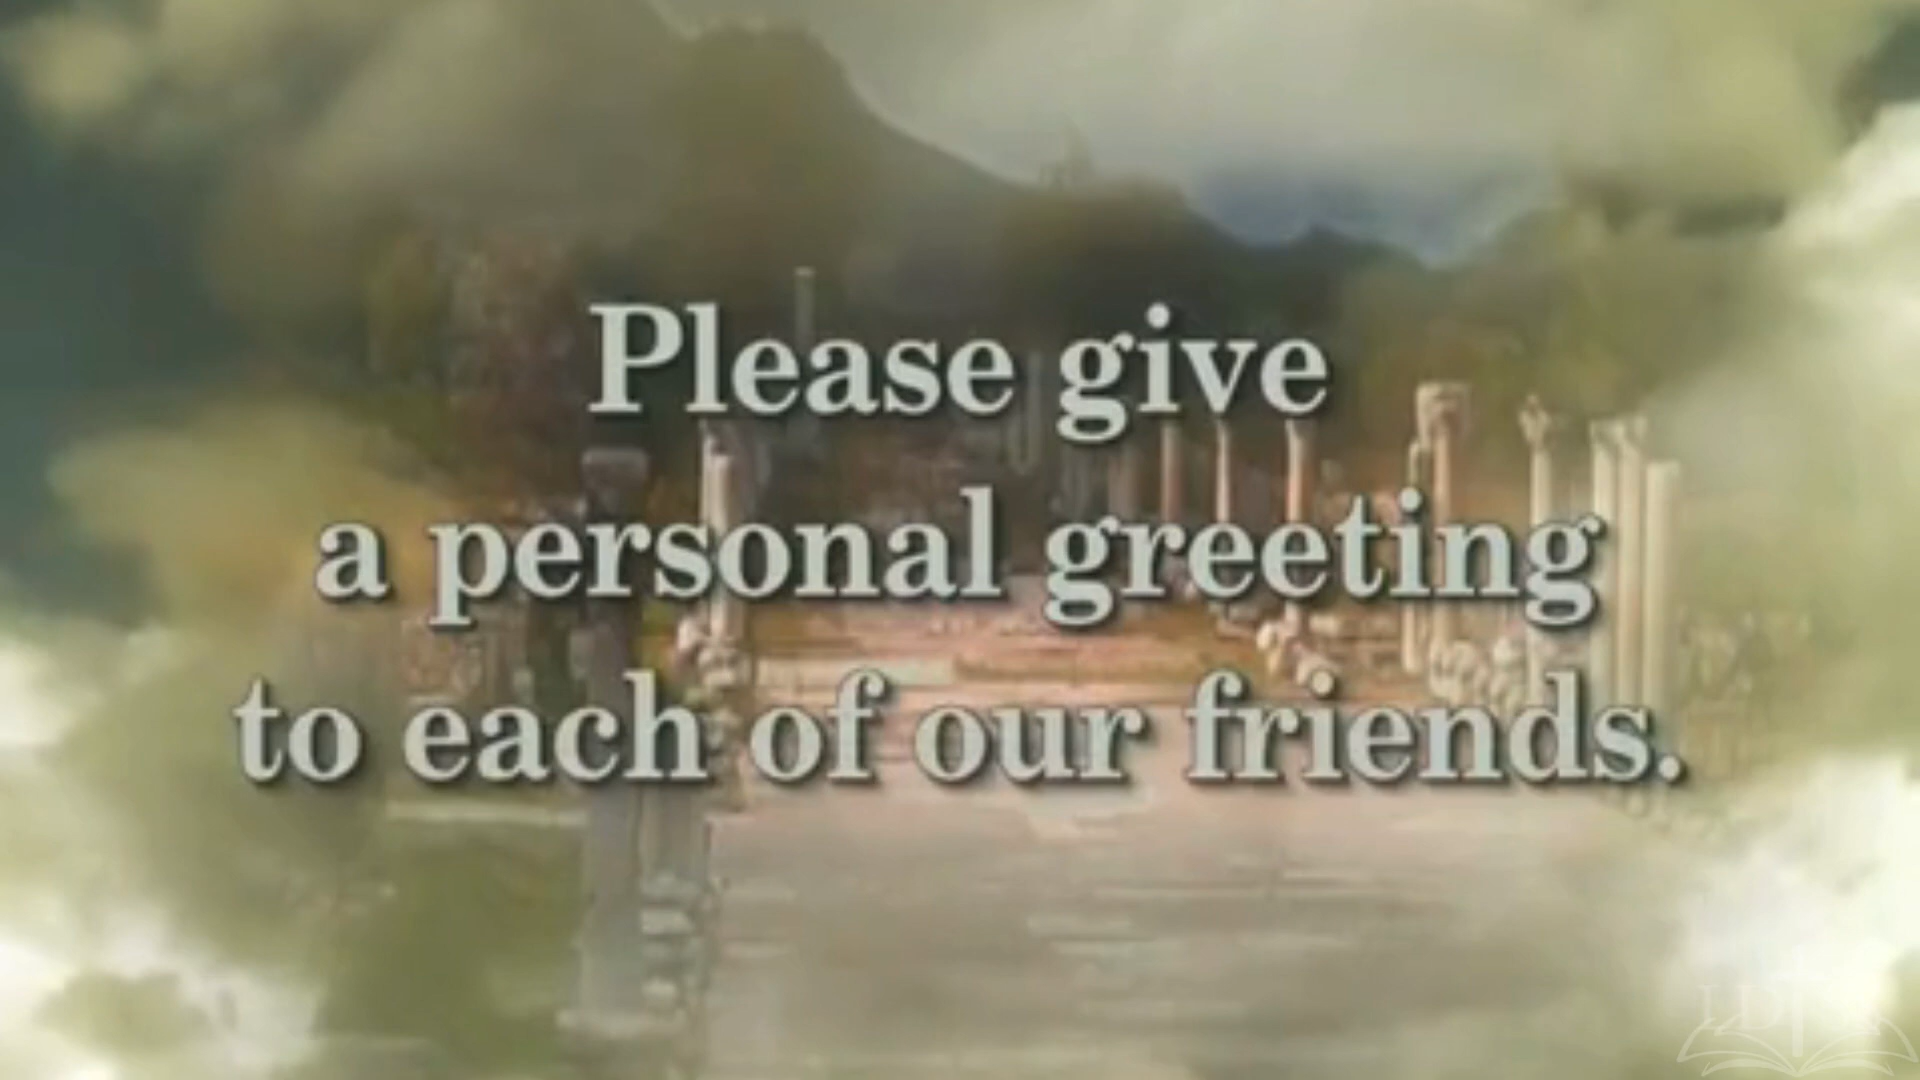 Please give
a personal greeting
to each of our friends.